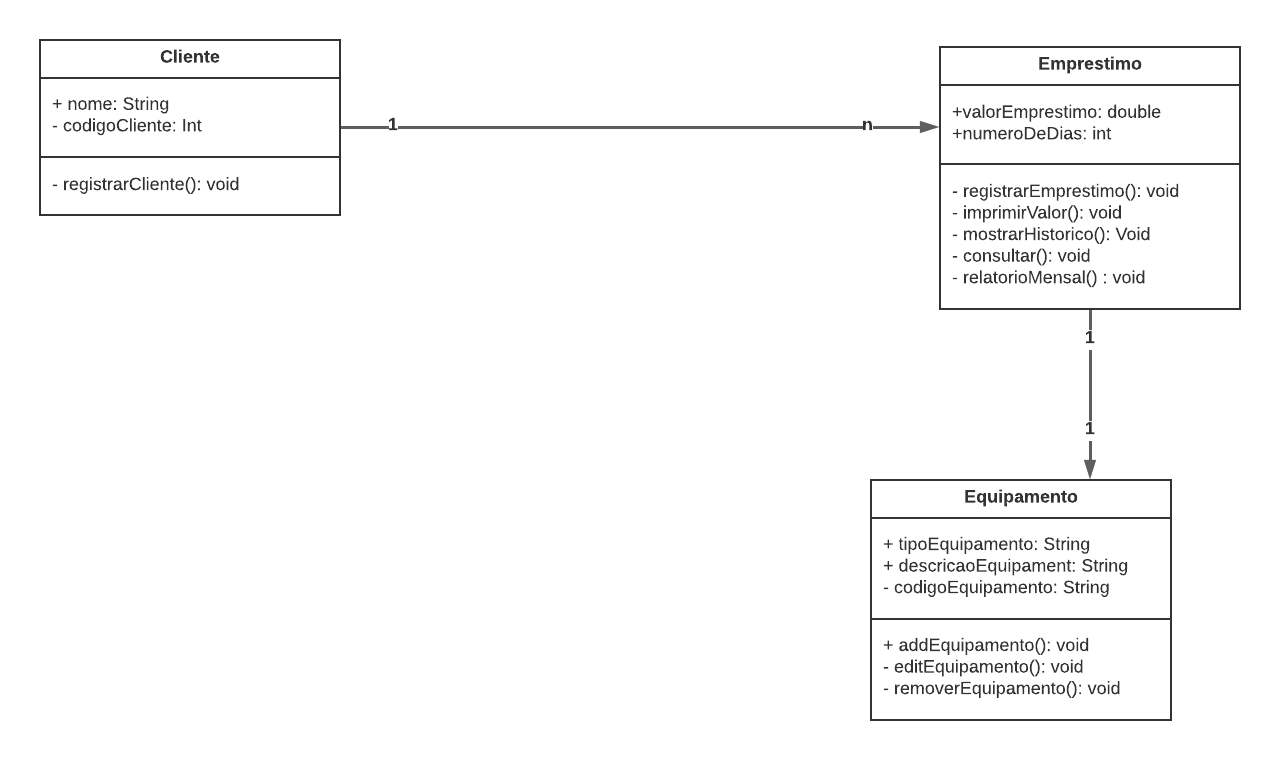 Cliente
+ nome: String
- codigoCliente: Int
- registrarCliente(): void
1
n
Emprestimo
+valorEmprestimo: double
+numeroDeDias: int
- registrarEmprestimo(): void
- imprimirValor(): void
- mostrarHistorico(): Void
- consultar(): void
- relatorioMensal() : void
1
1
Equipamento
+ tipoEquipamento: String
+ descricaoEquipament: String
- codigoEquipamento: String
+ addEquipamento(): void
- editEquipamento(): void
- removerEquipamento(): void